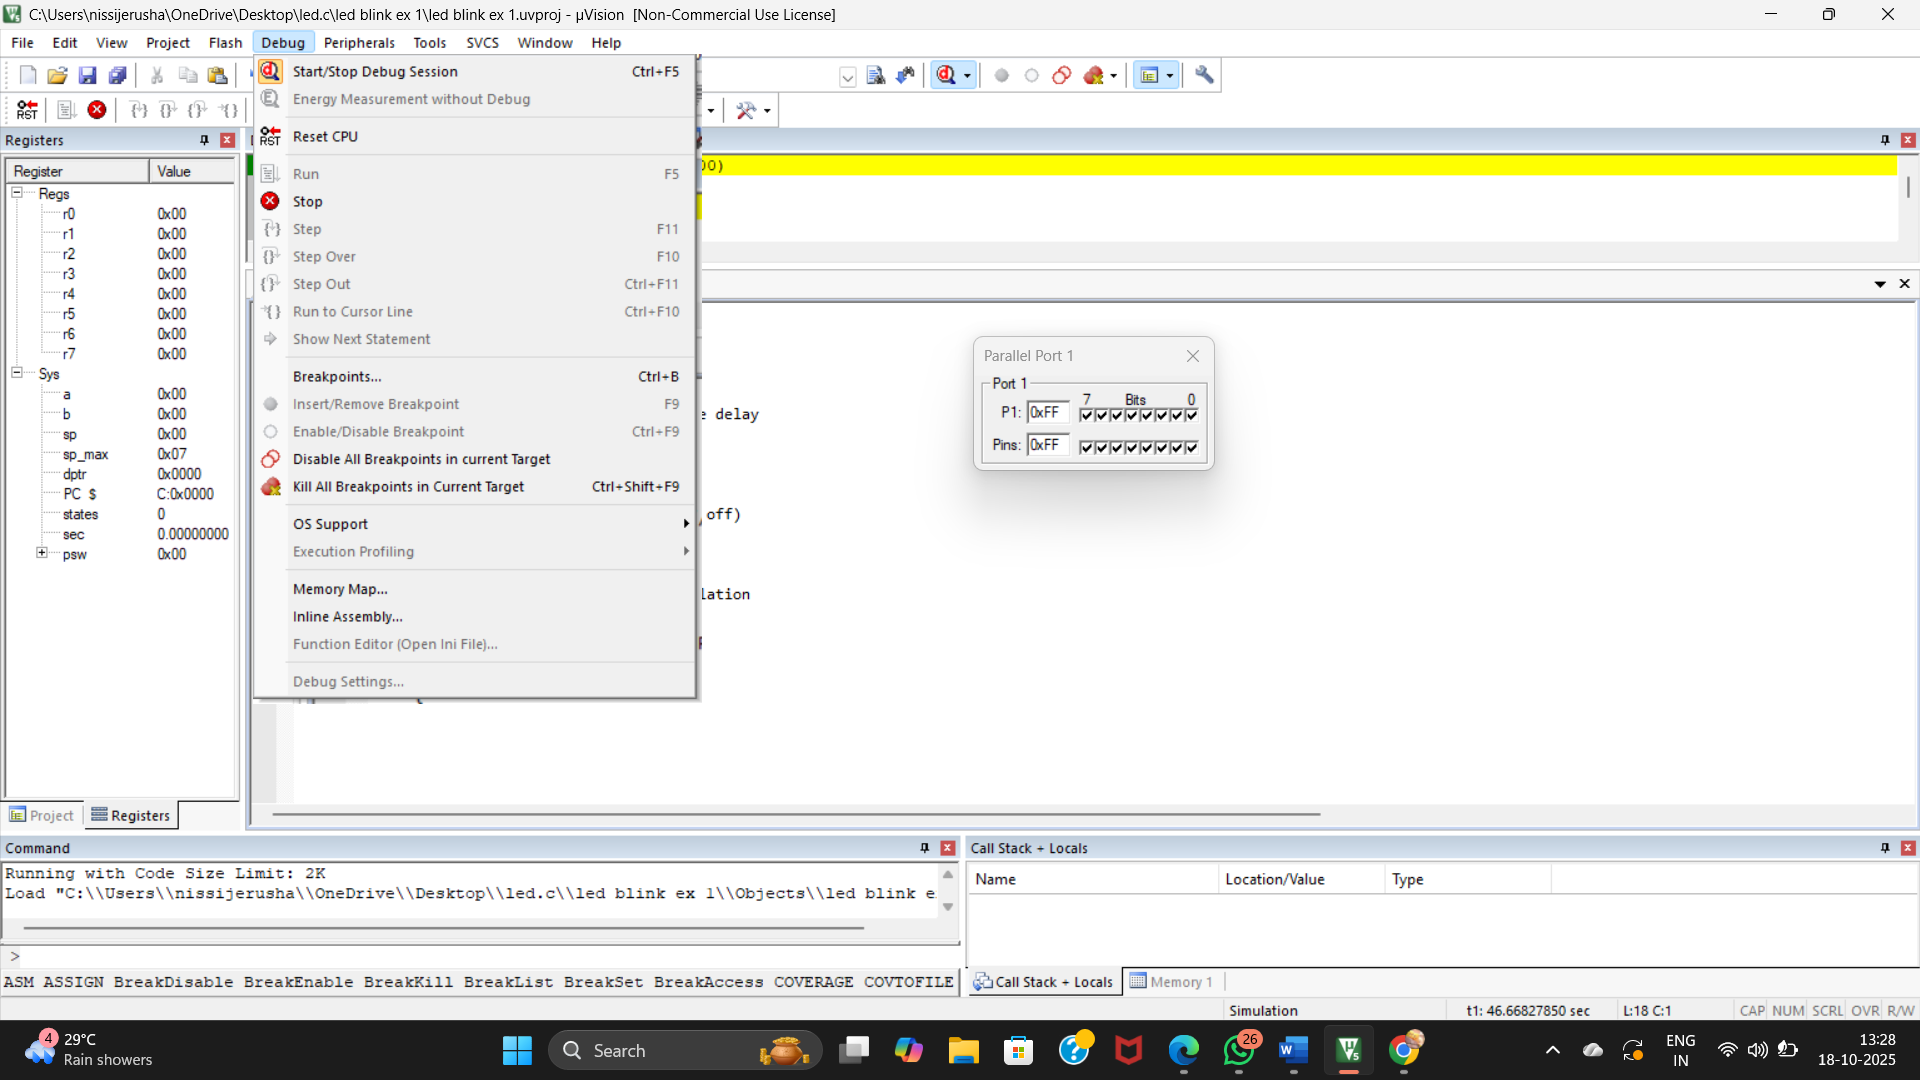 C:\Users\nissijerusha\OneDrive\Desktop\led.c\led blink ex 1\led blink ex 1.uvproj - µVision [Non-Commercial Use License]
File Edit View Project Flash Debug Peripherals Tools SVCS Window Help
Start/Stop Debug Session Ctrl+F5
Energy Measurement without Debug
Reset CPU
Run F5
Stop
Step F11
Step Over F10
Step Out Ctrl+F11
Run to Cursor Line Ctrl+F10
Show Next Statement
Breakpoints... Ctrl+B
Insert/Remove Breakpoint F9
Enable/Disable Breakpoint Ctrl+F9
Disable All Breakpoints in current Target
Kill All Breakpoints in Current Target Ctrl+Shift+F9
OS Support
Execution Profiling
Memory Map...
Inline Assembly...
Function Editor (Open Ini File)...
Debug Settings...
RST
Registers
Register Value
Regs
r0 0x00
r1 0x00
r2 0x00
r3 0x00
r4 0x00
r5 0x00
r6 0x00
r7 0x00
Sys
a 0x00
b 0x00
sp 0x00
sp_max 0x07
dptr 0x0000
PC $ C:0x0000
states 0
sec 0.00000000
psw 0x00
Project Registers
00)
e delay
off)
lation
Parallel Port 1
Port 1
7 Bits 0
P1: 0xFF
Pins: 0xFF
Command
Running with Code Size Limit: 2K
Load "C:\\Users\\nissijerusha\\OneDrive\\Desktop\\led.c\\led blink ex 1\\Objects\\led blink e
>
ASM ASSIGN BreakDisable BreakEnable BreakKill BreakList BreakSet BreakAccess COVERAGE COVTOFILE
Call Stack + Locals
Name Location/Value Type
Call Stack + Locals Memory 1
Simulation t1: 46.66827850 sec L:18 C:1 CAP NUM SCRL OVR R/W
4
29°C
Rain showers
Search
26
ENG
IN
13:28
18-10-2025